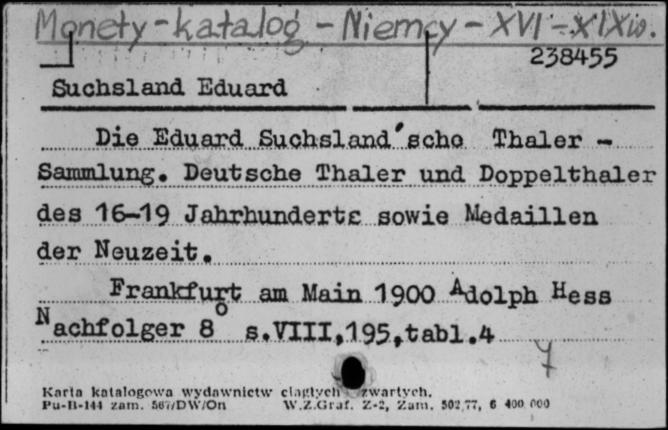 Monety - katalog - Niemcy - XVI - XIX w.
238455
Suchsland Eduard
Die Eduard Suchsland'sche Thaler -
Sammlung. Deutsche Thaler und Doppelthaler
des 16-19 Jahrhunderts sowie Medaillen
der Neuzeit.
Frankfurt am Main 1900 Adolph Hess
Nachfolger 8° s.VIII,195,tabl.4
Karta katalogowa wydawnictw ciągłych zwartych.
Pu-B-144 zam. 567/DW/On W.Z.Graf. Z-2, Zam. 502/77, 6 400 000